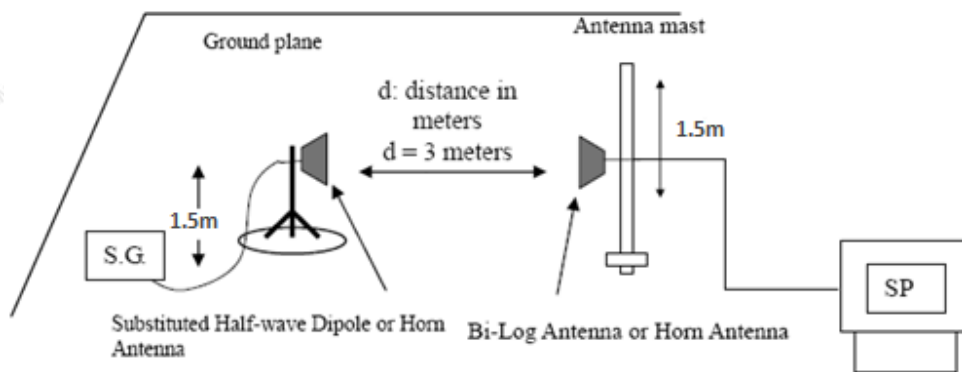 Ground plane
Antenna mast
d: distance in
meters
d = 3 meters
1.5m
1.5m
S.G.
SP
Substituted Half-wave Dipole or Horn
Antenna
Bi-Log Antenna or Horn Antenna